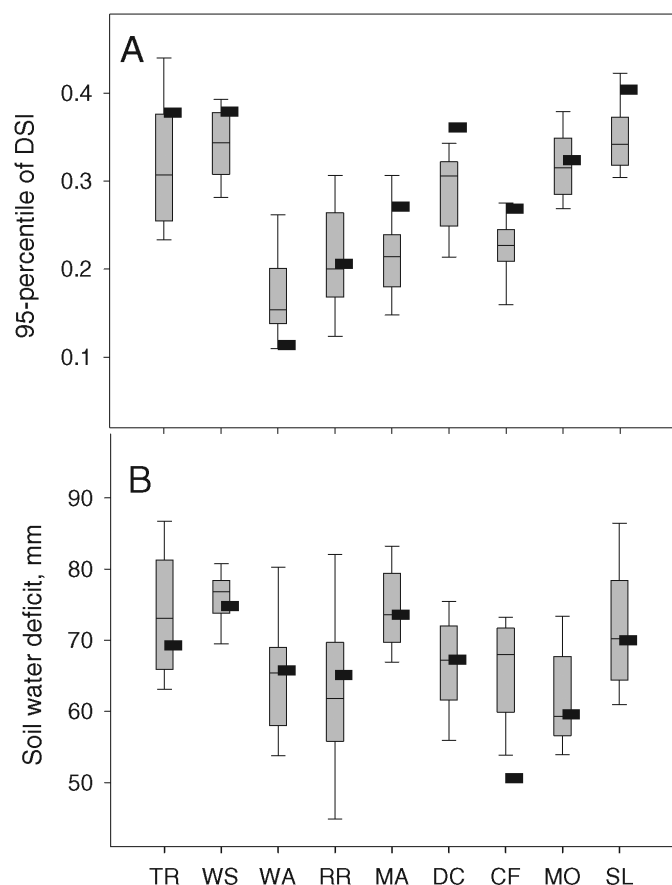 A
95-percentile of DSI
0.4
0.3
0.2
0.1
B
Soil water deficit, mm
90
80
70
60
50
TR WS WA RR MA DC CF MO SL